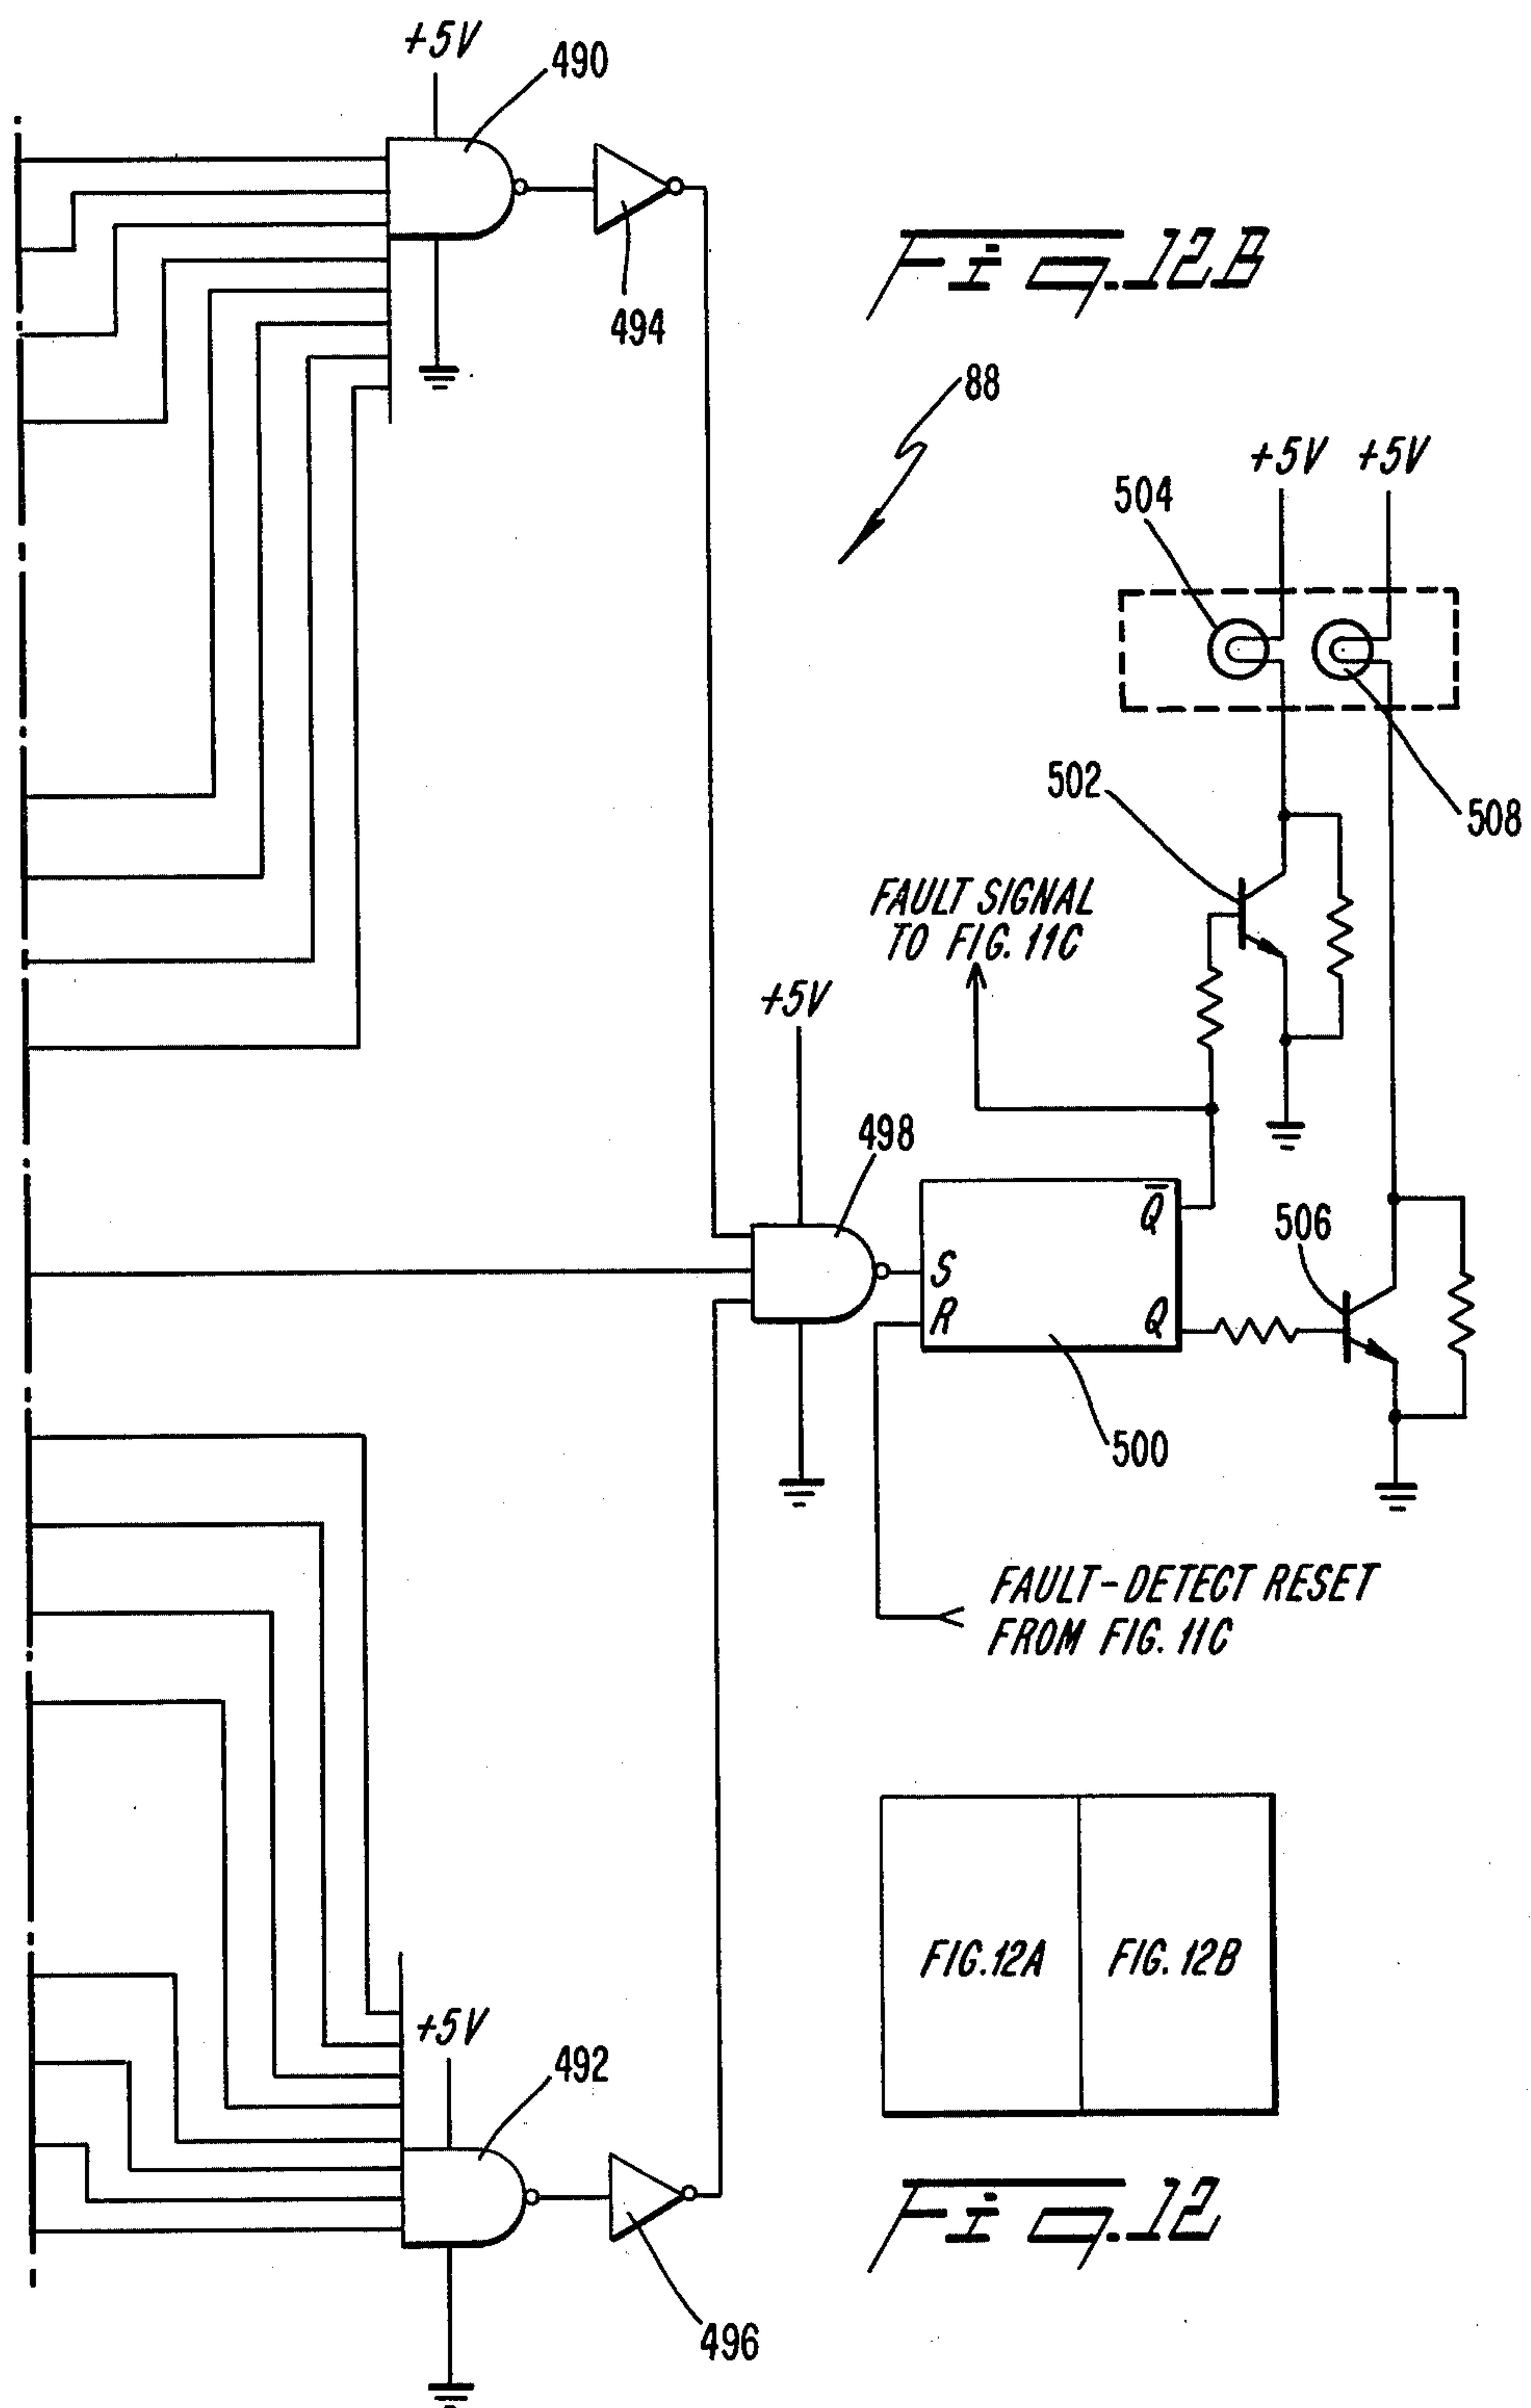 +5V
490
494
Fig. 12B
88
+5V +5V
504
502
508
FAULT SIGNAL
TO FIG. 11C
+5V
498
Q̅
506
S
R
Q
500
FAULT-DETECT RESET
FROM FIG. 11C
+5V
492
FIG. 12A
FIG. 12B
Fig. 12
496